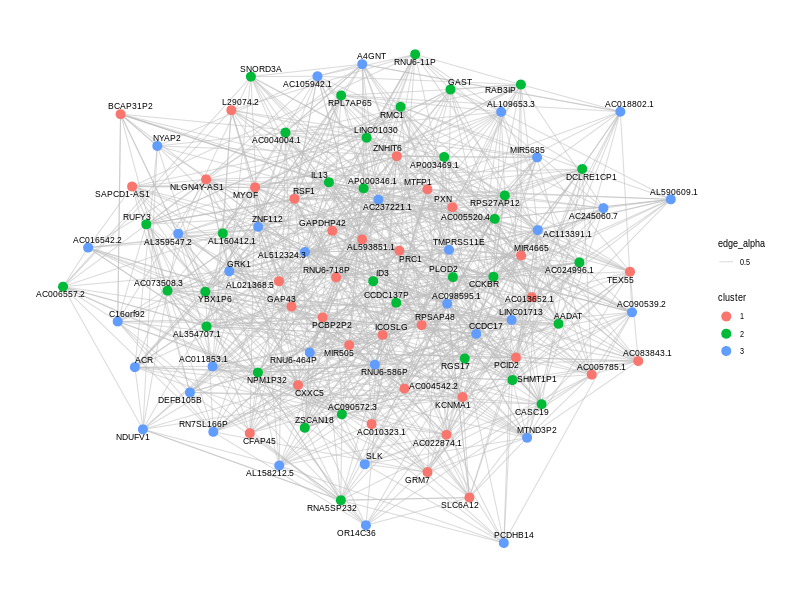 A4GNT
RNU6-11P
SNORD3A
AC105942.1
GAST
RAB3IP
BCAP31P2
L29074.2
RPL7AP65
RMC1
AL109653.3
AC018802.1
NYAP2
AC004004.1
LINC01030
ZNHIT6
AP003469.1
MIR5685
DCLRE1CP1
SAPCD1-AS1
NLGN4Y-AS1
MYOF
RSF1
IL13
AP000346.1
MTFP1
PXN
RPS27AP12
AL590609.1
AC237221.1
AC005520.4
AC245060.7
RUFY3
ZNF112
GAPDHP42
AC113391.1
AC016542.2
AL359547.2
AL160412.1
AL593851.1
TMPRSS11E
MIR4665
edge_alpha
AL512324.3
PRC1
0.5
GRK1
RNU6-718P
ID3
PLOD2
CCKBR
AC024996.1
TEX55
AC006557.2
AC073508.3
YBX1P6
AL021368.5
GAP43
CCDC137P
AC098595.1
AC013652.1
AC090539.2
cluster
C16orf92
PCBP2P2
RPSAP48
LINC01713
AADAT
1
AL354707.1
ICOSLG
CCDC17
2
ACR
AC011853.1
RNU6-464P
MIR505
RNU6-586P
RGS17
PCID2
AC005785.1
AC083843.1
3
NPM1P32
CXXC5
AC004542.2
SHMT1P1
DEFB105B
KCNMA1
CASC19
NDUFV1
RN7SL166P
CFAP45
ZSCAN18
AC090572.3
AC010323.1
AC022874.1
MTND3P2
AL158212.5
SLK
GRM7
RNA5SP232
SLC6A12
OR14C36
PCDHB14